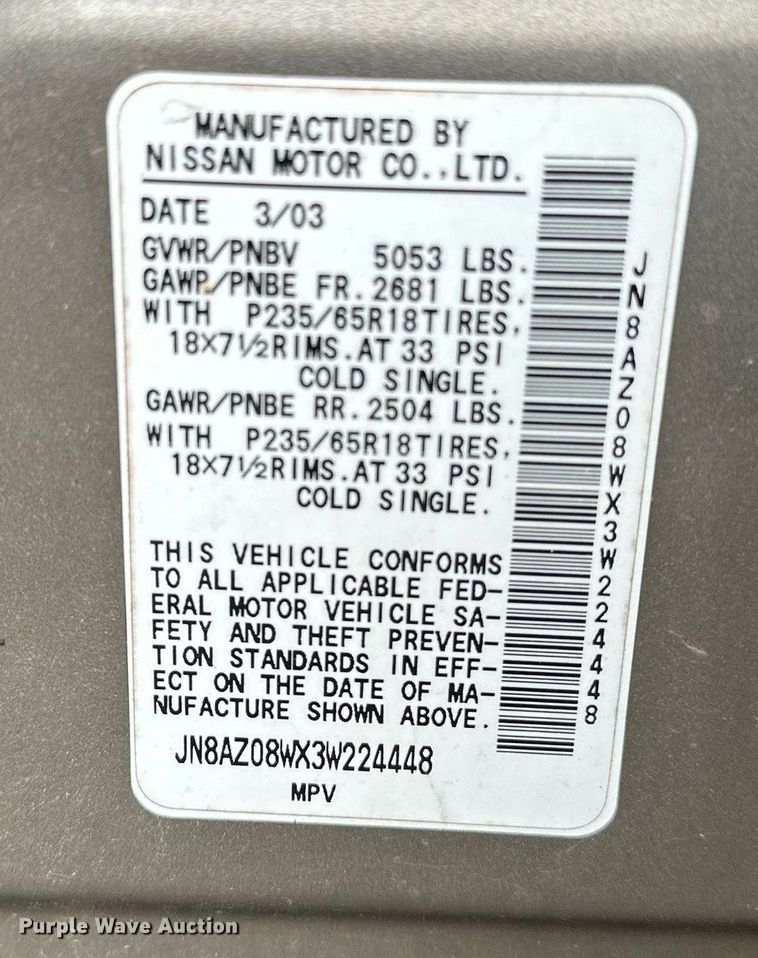 MANUFACTURED BY
NISSAN MOTOR CO.,LTD.
DATE 3/03
GVWR/PNBV 5053 LBS.
GAWR/PNBE FR.2681 LBS.
WITH P235/65R18TIRES,
18X7½RIMS.AT 33 PSI
COLD SINGLE.
GAWR/PNBE RR.2504 LBS.
WITH P235/65R18TIRES,
18X7½RIMS.AT 33 PSI
COLD SINGLE.
THIS VEHICLE CONFORMS
TO ALL APPLICABLE FED-
ERAL MOTOR VEHICLE SA-
FETY AND THEFT PREVEN-
TION STANDARDS IN EFF-
ECT ON THE DATE OF MA-
NUFACTURE SHOWN ABOVE.
JN8AZ08WX3W224448
MPV
JN8AZ08WX3W224448
Purple Wave Auction